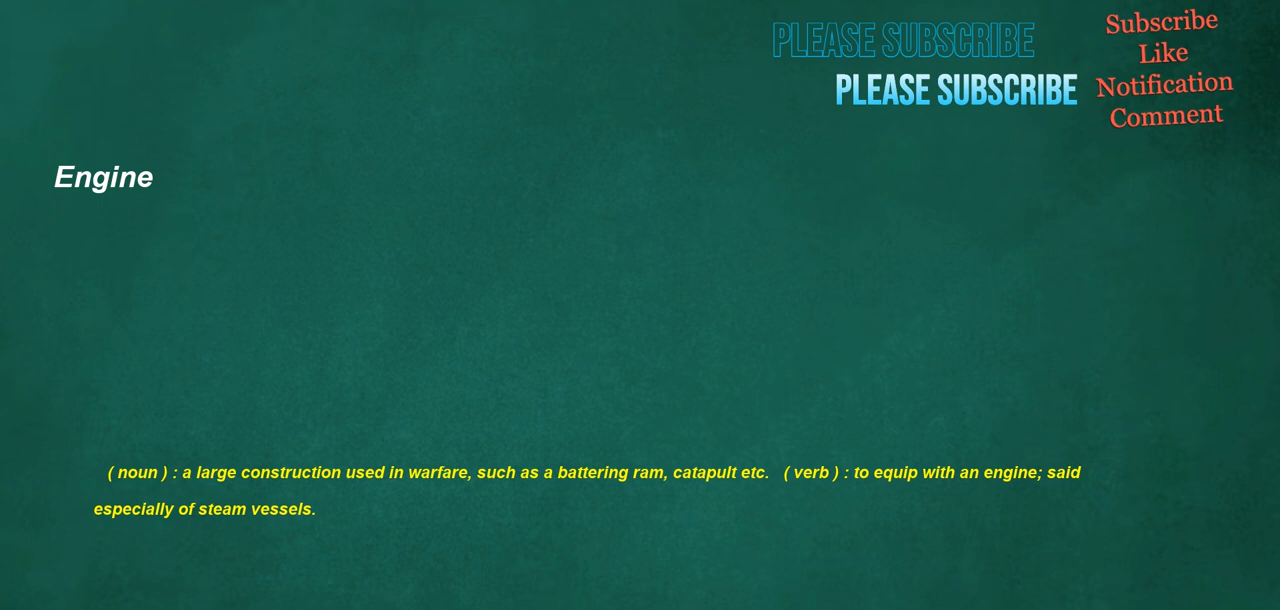 PLEASE SUBSCRIBE
PLEASE SUBSCRIBE
Subscribe
Like
Notification
Comment
Engine
( noun ) : a large construction used in warfare, such as a battering ram, catapult etc. ( verb ) : to equip with an engine; said
especially of steam vessels.